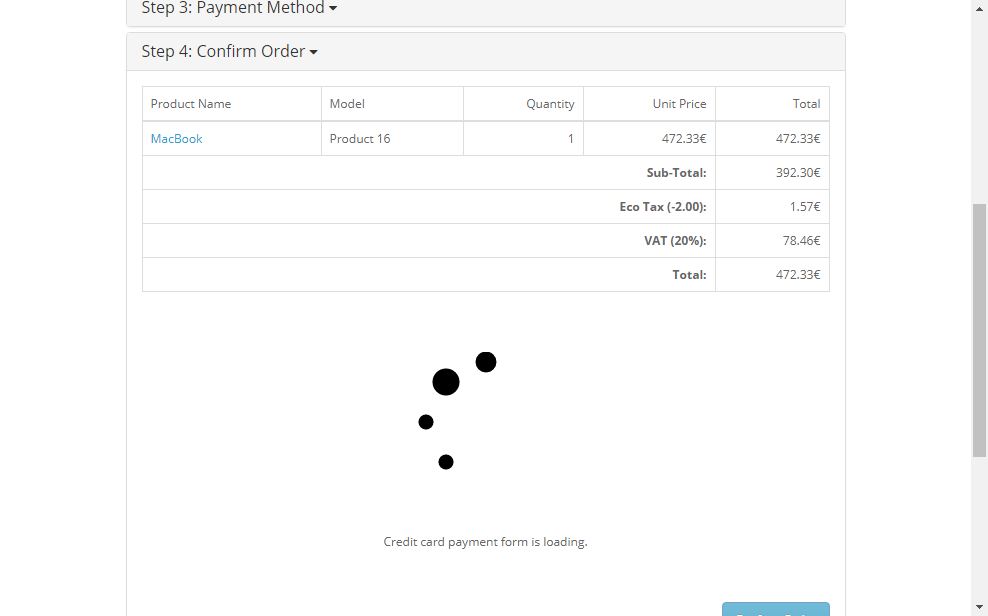 Step 3: Payment Method
Step 4: Confirm Order
Product Name Model Quantity Unit Price Total
MacBook Product 16 1 472.33€ 472.33€
Sub-Total: 392.30€
Eco Tax (-2.00): 1.57€
VAT (20%): 78.46€
Total: 472.33€
Credit card payment form is loading.